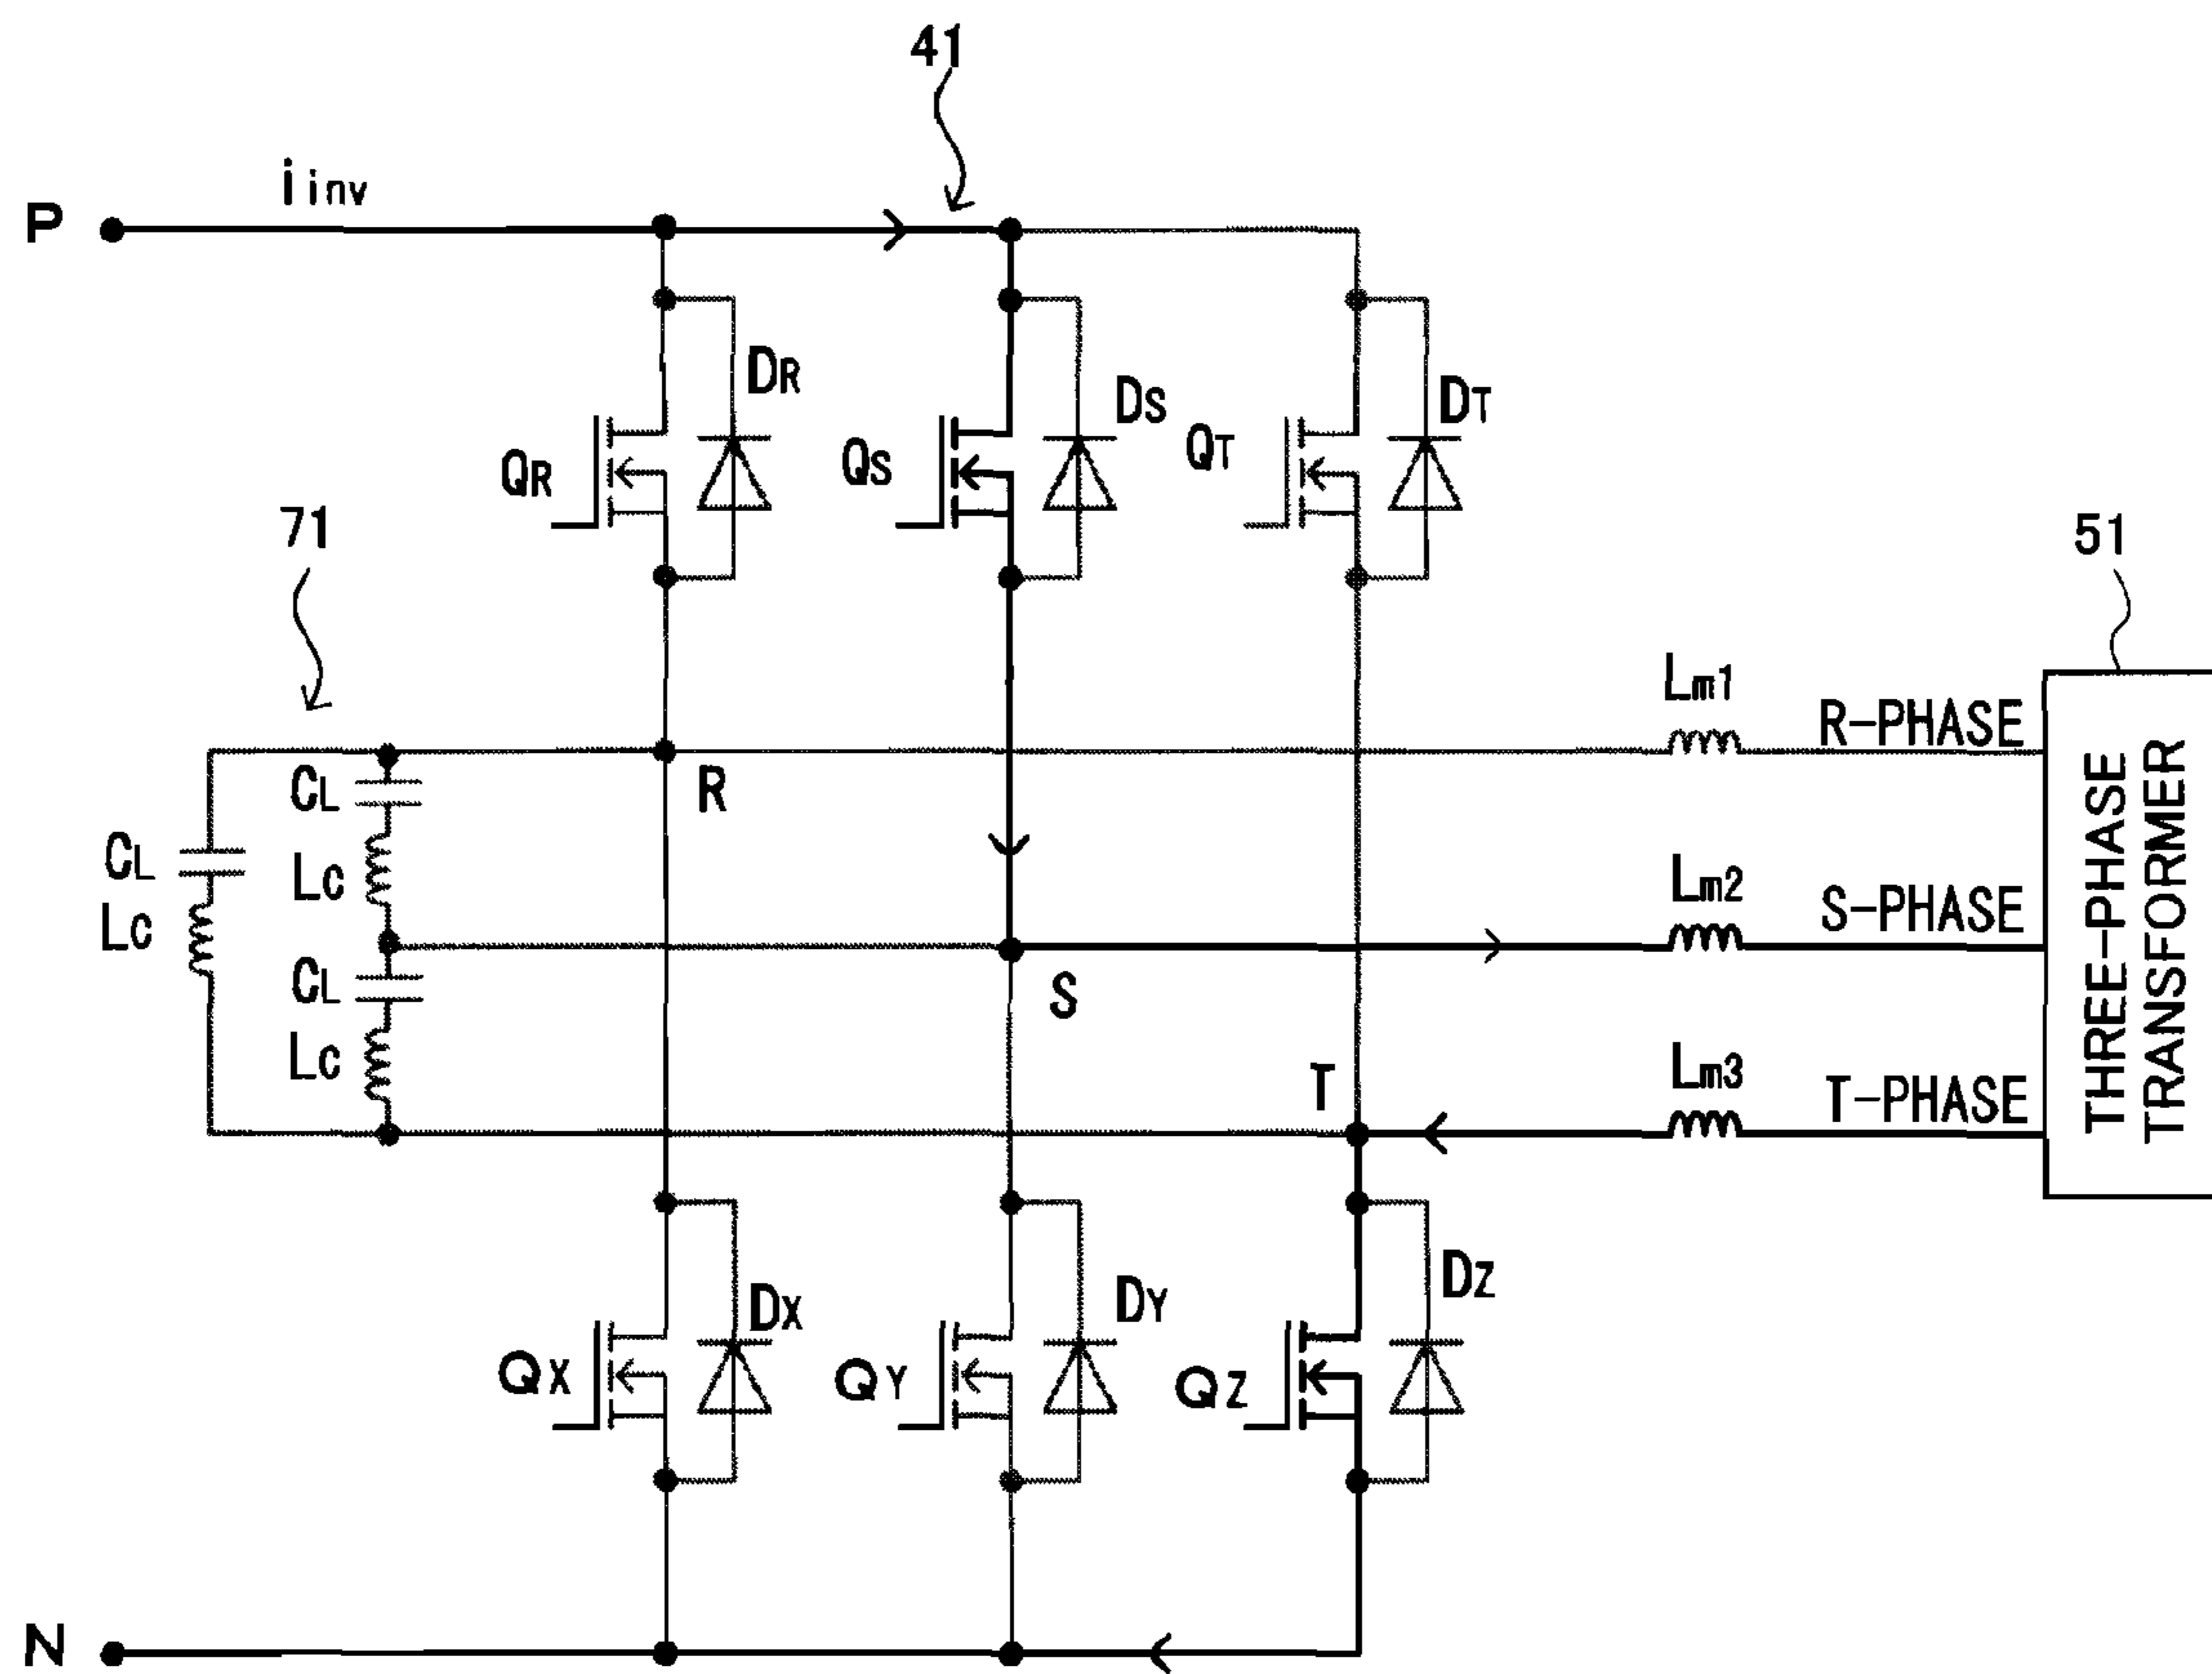 41
i inv
P
DR
DS
DT
QR
QS
QT
71
51
Lm1
R-PHASE
CL
R
CL
Lc
Lc
Lm2
S-PHASE
THREE-PHASE
TRANSFORMER
CL
S
Lc
T
Lm3
T-PHASE
DX
DY
DZ
QX
QY
QZ
N